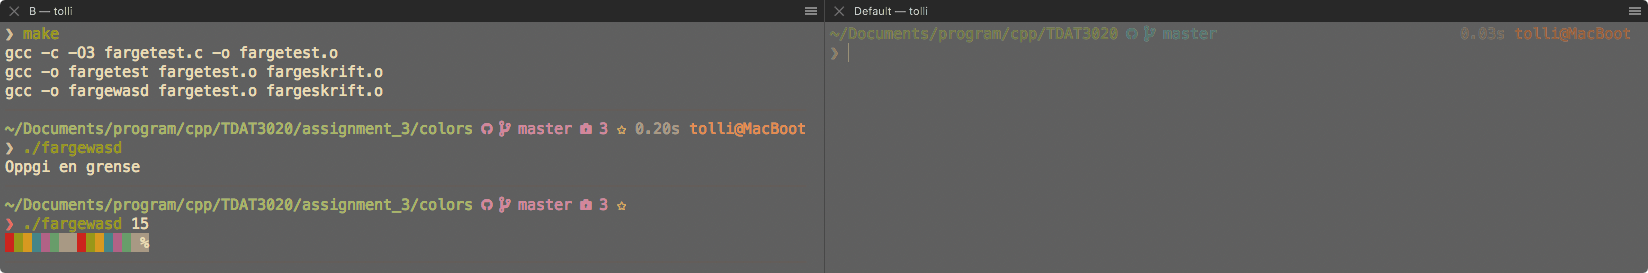 B — tolli
❯ make
gcc -c -O3 fargetest.c -o fargetest.o
gcc -o fargetest fargetest.o fargeskrift.o
gcc -o fargewasd fargetest.o fargeskrift.o
~/Documents/program/cpp/TDAT3020/assignment_3/colors master 3 ☆ 0.20s tolli@MacBoot
❯ ./fargewasd
Oppgi en grense
~/Documents/program/cpp/TDAT3020/assignment_3/colors master 3 ☆
❯ ./fargewasd 15
%
Default — tolli
~/Documents/program/cpp/TDAT3020 master 0.03s tolli@MacBoot
❯